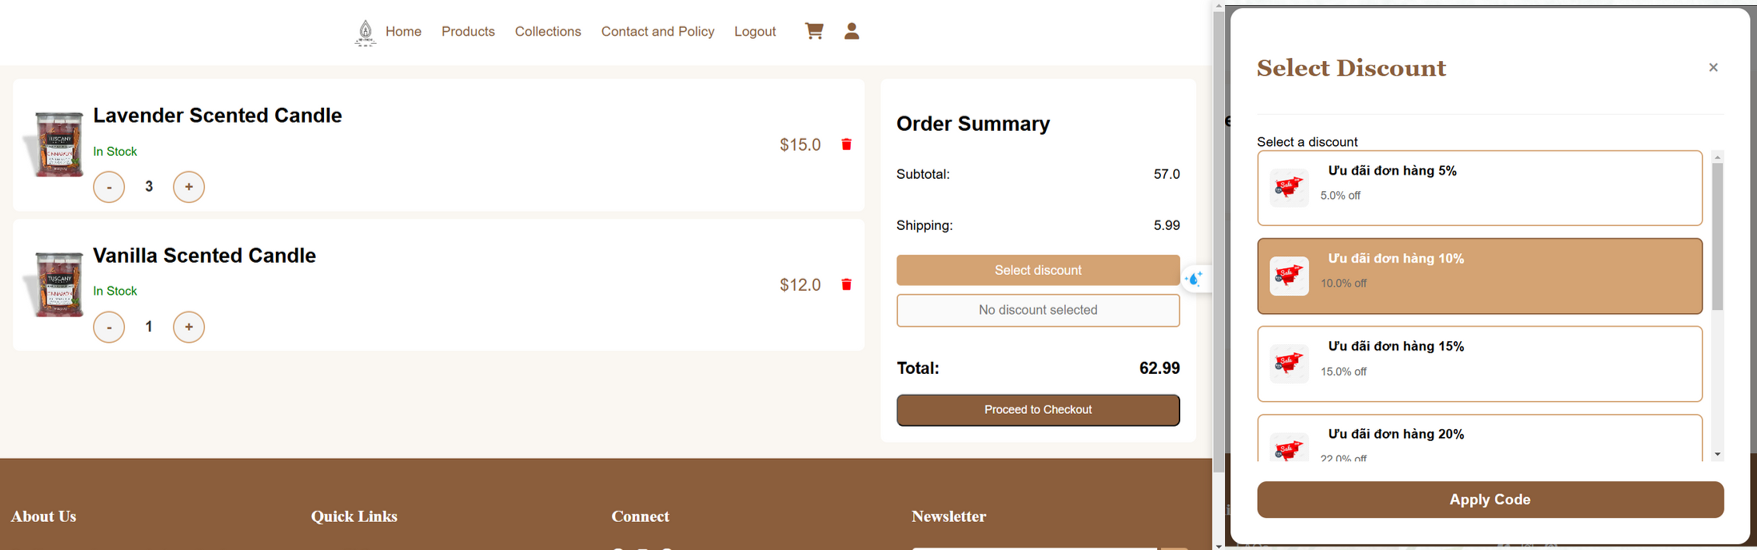 Home Products Collections Contact and Policy Logout
Lavender Scented Candle
In Stock
- 3 +
$15.0
Vanilla Scented Candle
In Stock
- 1 +
$12.0
Order Summary
Subtotal: 57.0
Shipping: 5.99
Select discount
No discount selected
Total: 62.99
Proceed to Checkout
About Us
Quick Links
Connect
Newsletter
Select Discount ×
Select a discount
Ưu đãi đơn hàng 5%
5.0% off
Ưu đãi đơn hàng 10%
10.0% off
Ưu đãi đơn hàng 15%
15.0% off
Ưu đãi đơn hàng 20%
22.0% off
Apply Code